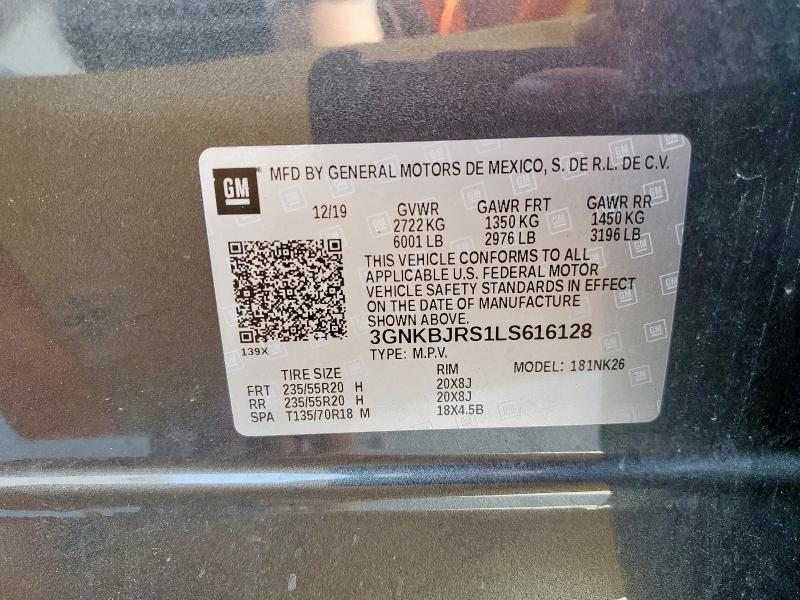 GM MFD BY GENERAL MOTORS DE MEXICO, S. DE R.L. DE C.V.
12/19 GVWR GAWR FRT GAWR RR
2722 KG 1350 KG 1450 KG
6001 LB 2976 LB 3196 LB
THIS VEHICLE CONFORMS TO ALL
APPLICABLE U.S. FEDERAL MOTOR
VEHICLE SAFETY STANDARDS IN EFFECT
ON THE DATE OF MANUFACTURE
SHOWN ABOVE.
3GNKBJRS1LS616128
139X TYPE: M.P.V. MODEL: 181NK26
TIRE SIZE RIM
FRT 235/55R20 H 20X8J
RR 235/55R20 H 20X8J
SPA T135/70R18 M 18X4.5B